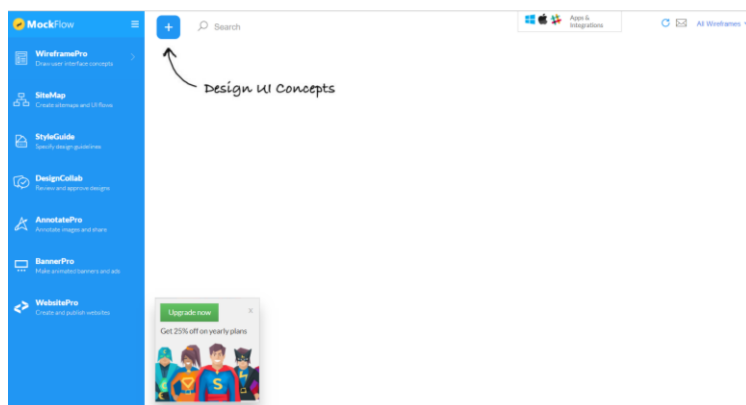 MockFlow
Search
Apps &
Integrations
All Wireframes
WireframePro
Draw user interface concepts
Design UI Concepts
SiteMap
Create sitemaps and UI flows
StyleGuide
Specify design guidelines
DesignCollab
Review and approve designs
AnnotatePro
Annotate images and share
BannerPro
Make animated banners and ads
WebsitePro
Create and publish websites
Upgrade now
Get 25% off on yearly plans
S